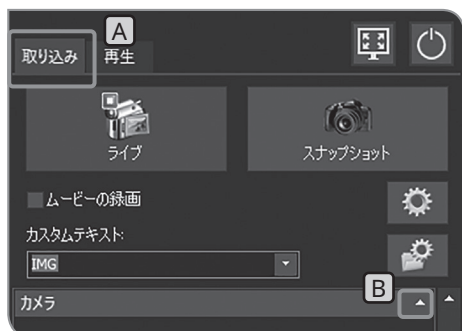 A
取り込み 再生
ライブ スナップショット
ムービーの録画
カスタムテキスト:
IMG
B
カメラ